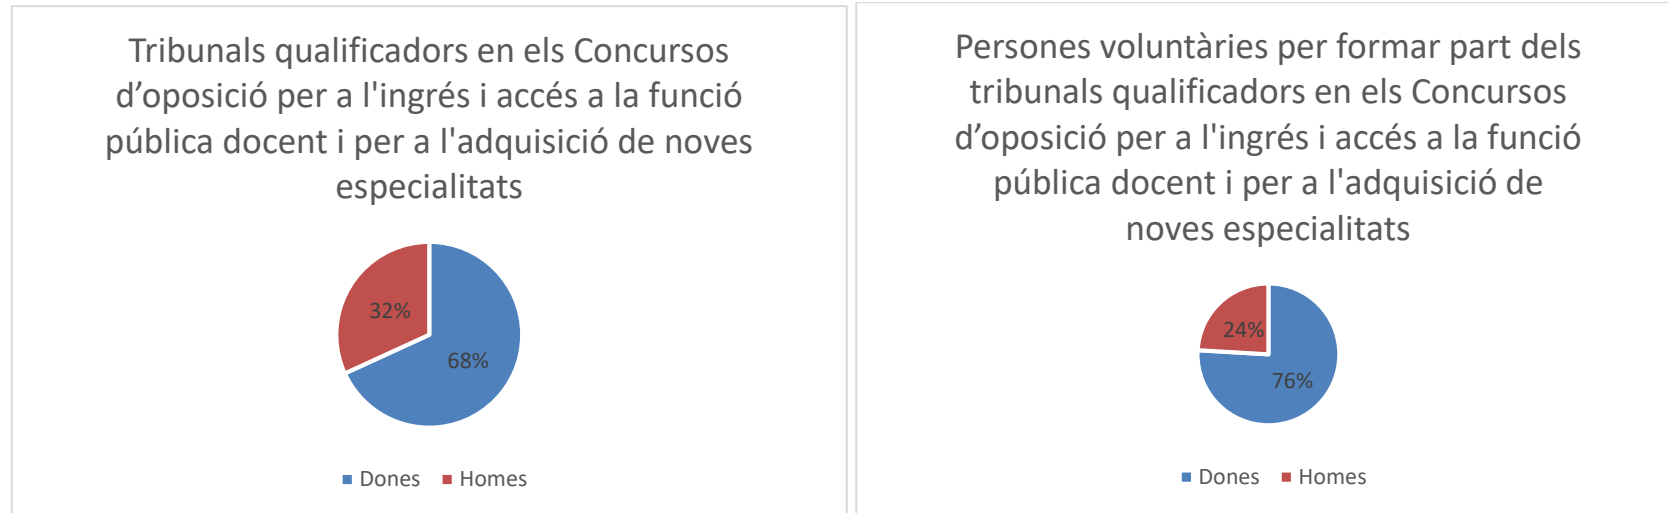 Tribunals qualificadors en els Concursos
d’oposició per a l'ingrés i accés a la funció
pública docent i per a l'adquisició de noves
especialitats
32%
68%
Dones Homes
Persones voluntàries per formar part dels
tribunals qualificadors en els Concursos
d’oposició per a l'ingrés i accés a la funció
pública docent i per a l'adquisició de
noves especialitats
24%
76%
Dones Homes